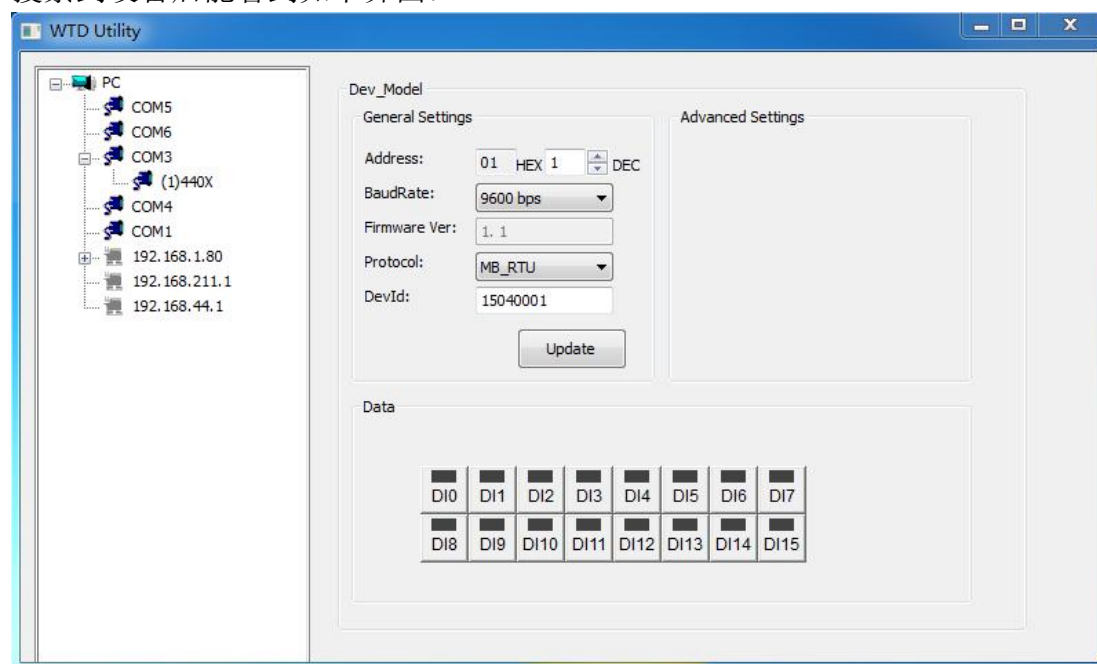 WTD Utility
PC
COM5
COM6
COM3
(1)440X
COM4
COM1
192.168.1.80
192.168.211.1
192.168.44.1
Dev_Model
General Settings
Address: 01 HEX 1 DEC
BaudRate: 9600 bps
Firmware Ver: 1. 1
Protocol: MB_RTU
DevId: 15040001
Update
Advanced Settings
Data
DI0 DI1 DI2 DI3 DI4 DI5 DI6 DI7
DI8 DI9 DI10 DI11 DI12 DI13 DI14 DI15